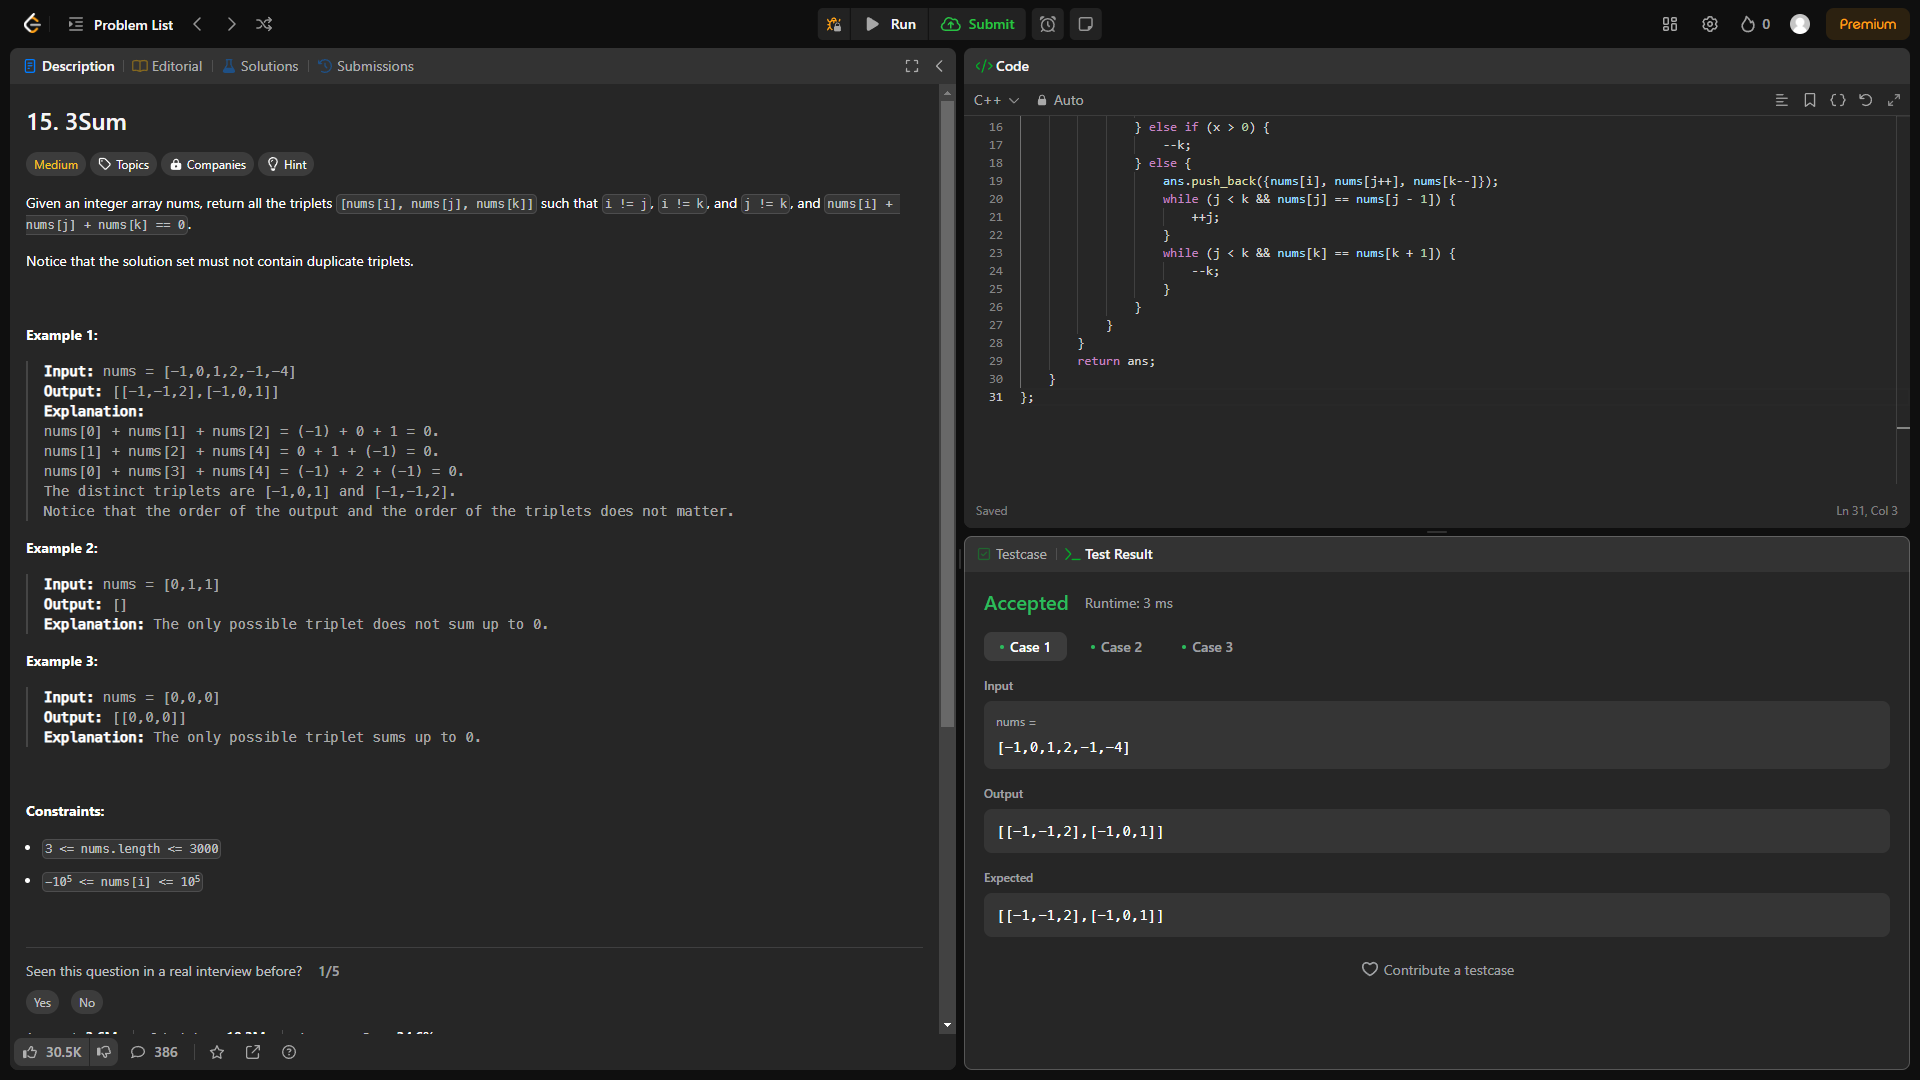 Problem List
Run
Submit
0
Premium
Description
Editorial
Solutions
Submissions
15. 3Sum
Medium
Topics
Companies
Hint
Given an integer array nums, return all the triplets [nums[i], nums[j], nums[k]] such that i != j, i != k, and j != k, and nums[i] +
nums[j] + nums[k] == 0.
Notice that the solution set must not contain duplicate triplets.
Example 1:
Input: nums = [-1,0,1,2,-1,-4]
Output: [[-1,-1,2],[-1,0,1]]
Explanation:
nums[0] + nums[1] + nums[2] = (-1) + 0 + 1 = 0.
nums[1] + nums[2] + nums[4] = 0 + 1 + (-1) = 0.
nums[0] + nums[3] + nums[4] = (-1) + 2 + (-1) = 0.
The distinct triplets are [-1,0,1] and [-1,-1,2].
Notice that the order of the output and the order of the triplets does not matter.
Example 2:
Input: nums = [0,1,1]
Output: []
Explanation: The only possible triplet does not sum up to 0.
Example 3:
Input: nums = [0,0,0]
Output: [[0,0,0]]
Explanation: The only possible triplet sums up to 0.
Constraints:
• 3 <= nums.length <= 3000
• -10⁵ <= nums[i] <= 10⁵
Seen this question in a real interview before? 1/5
Yes
No
30.5K
386
</> Code
C++
Auto
16 } else if (x > 0) {
17 --k;
18 } else {
19 ans.push_back({nums[i], nums[j++], nums[k--]});
20 while (j < k && nums[j] == nums[j - 1]) {
21 ++j;
22 }
23 while (j < k && nums[k] == nums[k + 1]) {
24 --k;
25 }
26 }
27 }
28 }
29 return ans;
30 }
31 };
Saved
Ln 31, Col 3
Testcase
Test Result
Accepted
Runtime: 3 ms
Case 1
Case 2
Case 3
Input
nums =
[-1,0,1,2,-1,-4]
Output
[[-1,-1,2],[-1,0,1]]
Expected
[[-1,-1,2],[-1,0,1]]
Contribute a testcase